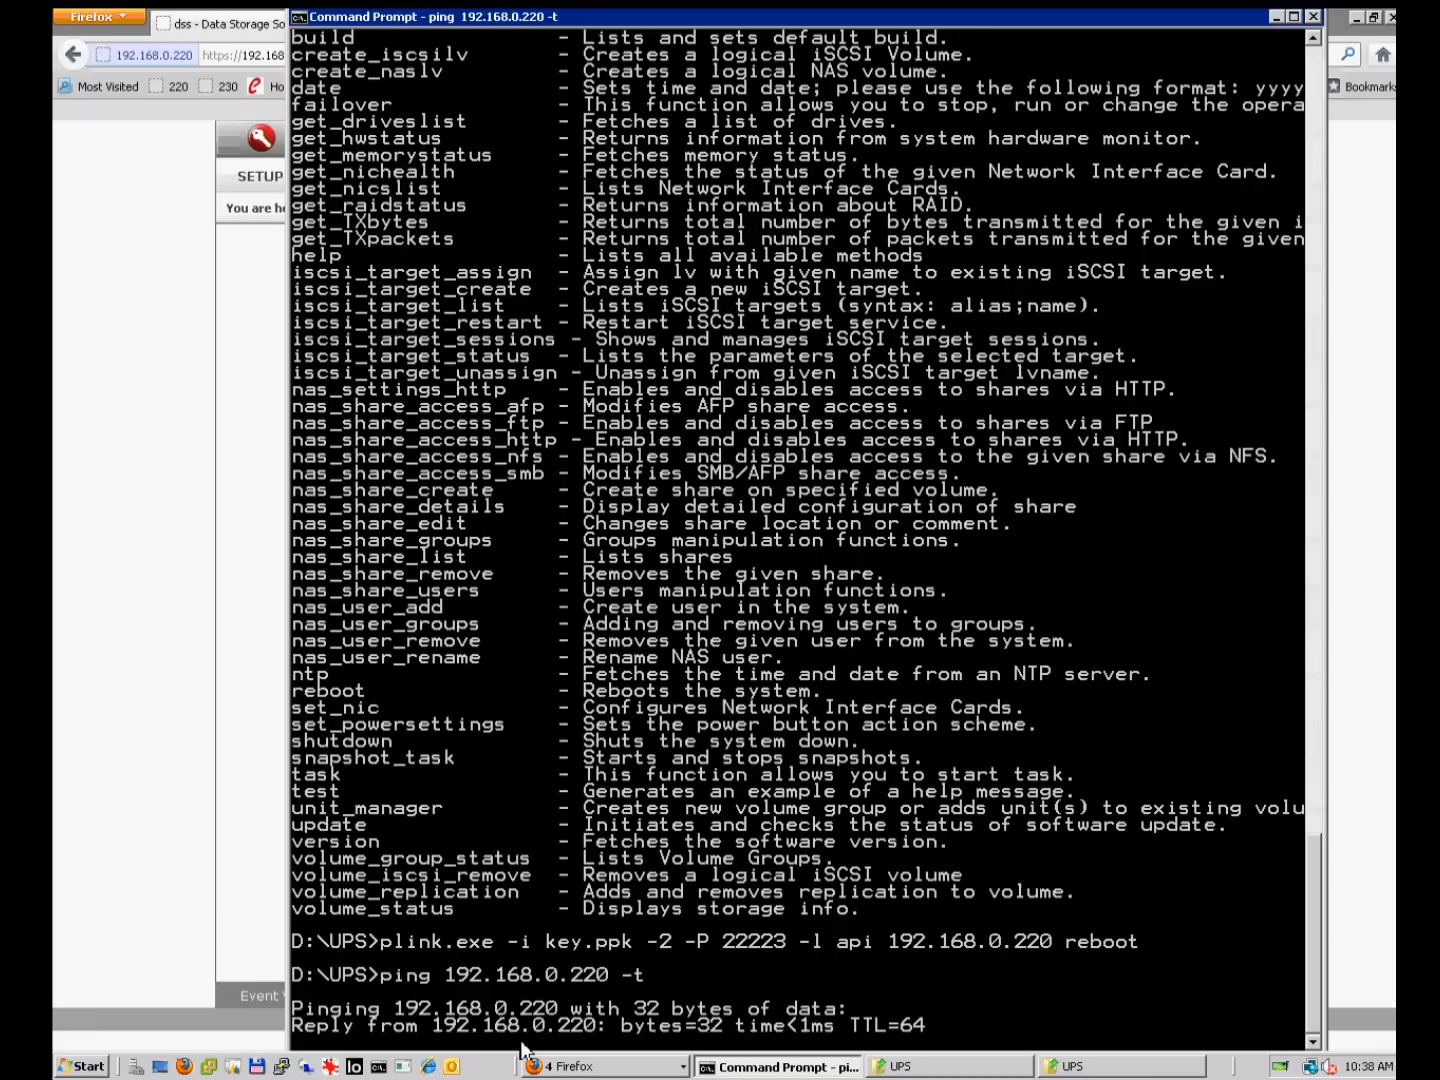 Firefox
dss - Data Storage So
Command Prompt - ping 192.168.0.220 -t
192.168.0.220
https://192.168
Most Visited
220
230
Ho
Bookmark
SETUP
You are he
build - Lists and sets default build.
create_iscsilv - Creates a logical iSCSI Volume.
create_naslv - Creates a logical NAS volume.
date - Sets time and date; please use the following format: yyyy
failover - This function allows you to stop, run or change the opera
get_driveslist - Fetches a list of drives.
get_hwstatus - Returns information from system hardware monitor.
get_memorystatus - Fetches memory status.
get_nichealth - Fetches the status of the given Network Interface Card.
get_nicslist - Lists Network Interface Cards.
get_raidstatus - Returns information about RAID.
get_TXbytes - Returns total number of bytes transmitted for the given i
get_TXpackets - Returns total number of packets transmitted for the given
help - Lists all available methods
iscsi_target_assign - Assign lv with given name to existing iSCSI target.
iscsi_target_create - Creates a new iSCSI target.
iscsi_target_list - Lists iSCSI targets (syntax: alias;name).
iscsi_target_restart - Restart iSCSI target service.
iscsi_target_sessions - Shows and manages iSCSI target sessions.
iscsi_target_status - Lists the parameters of the selected target.
iscsi_target_unassign - Unassign from given iSCSI target lvname.
nas_settings_http - Enables and disables access to shares via HTTP.
nas_share_access_afp - Modifies AFP share access.
nas_share_access_ftp - Enables and disables access to shares via FTP
nas_share_access_http - Enables and disables access to shares via HTTP.
nas_share_access_nfs - Enables and disables access to the given share via NFS.
nas_share_access_smb - Modifies SMB/AFP share access.
nas_share_create - Create share on specified volume.
nas_share_details - Display detailed configuration of share
nas_share_edit - Changes share location or comment.
nas_share_groups - Groups manipulation functions.
nas_share_list - Lists shares
nas_share_remove - Removes the given share.
nas_share_users - Users manipulation functions.
nas_user_add - Create user in the system.
nas_user_groups - Adding and removing users to groups.
nas_user_remove - Removes the given user from the system.
nas_user_rename - Rename NAS user.
ntp - Fetches the time and date from an NTP server.
reboot - Reboots the system.
set_nic - Configures Network Interface Cards.
set_powersettings - Sets the power button action scheme.
shutdown - Shuts the system down.
snapshot_task - Starts and stops snapshots.
task - This function allows you to start task.
test - Generates an example of a help message.
unit_manager - Creates new volume group or adds unit(s) to existing volu
update - Initiates and checks the status of software update.
version - Fetches the software version.
volume_group_status - Lists Volume Groups.
volume_iscsi_remove - Removes a logical iSCSI volume
volume_replication - Adds and removes replication to volume.
volume_status - Displays storage info.
D:\UPS>plink.exe -i key.ppk -2 -P 22223 -l api 192.168.0.220 reboot
D:\UPS>ping 192.168.0.220 -t
Pinging 192.168.0.220 with 32 bytes of data:
Reply from 192.168.0.220: bytes=32 time<1ms TTL=64
Event
Start
4 Firefox
Command Prompt - pi...
UPS
UPS
10:38 AM